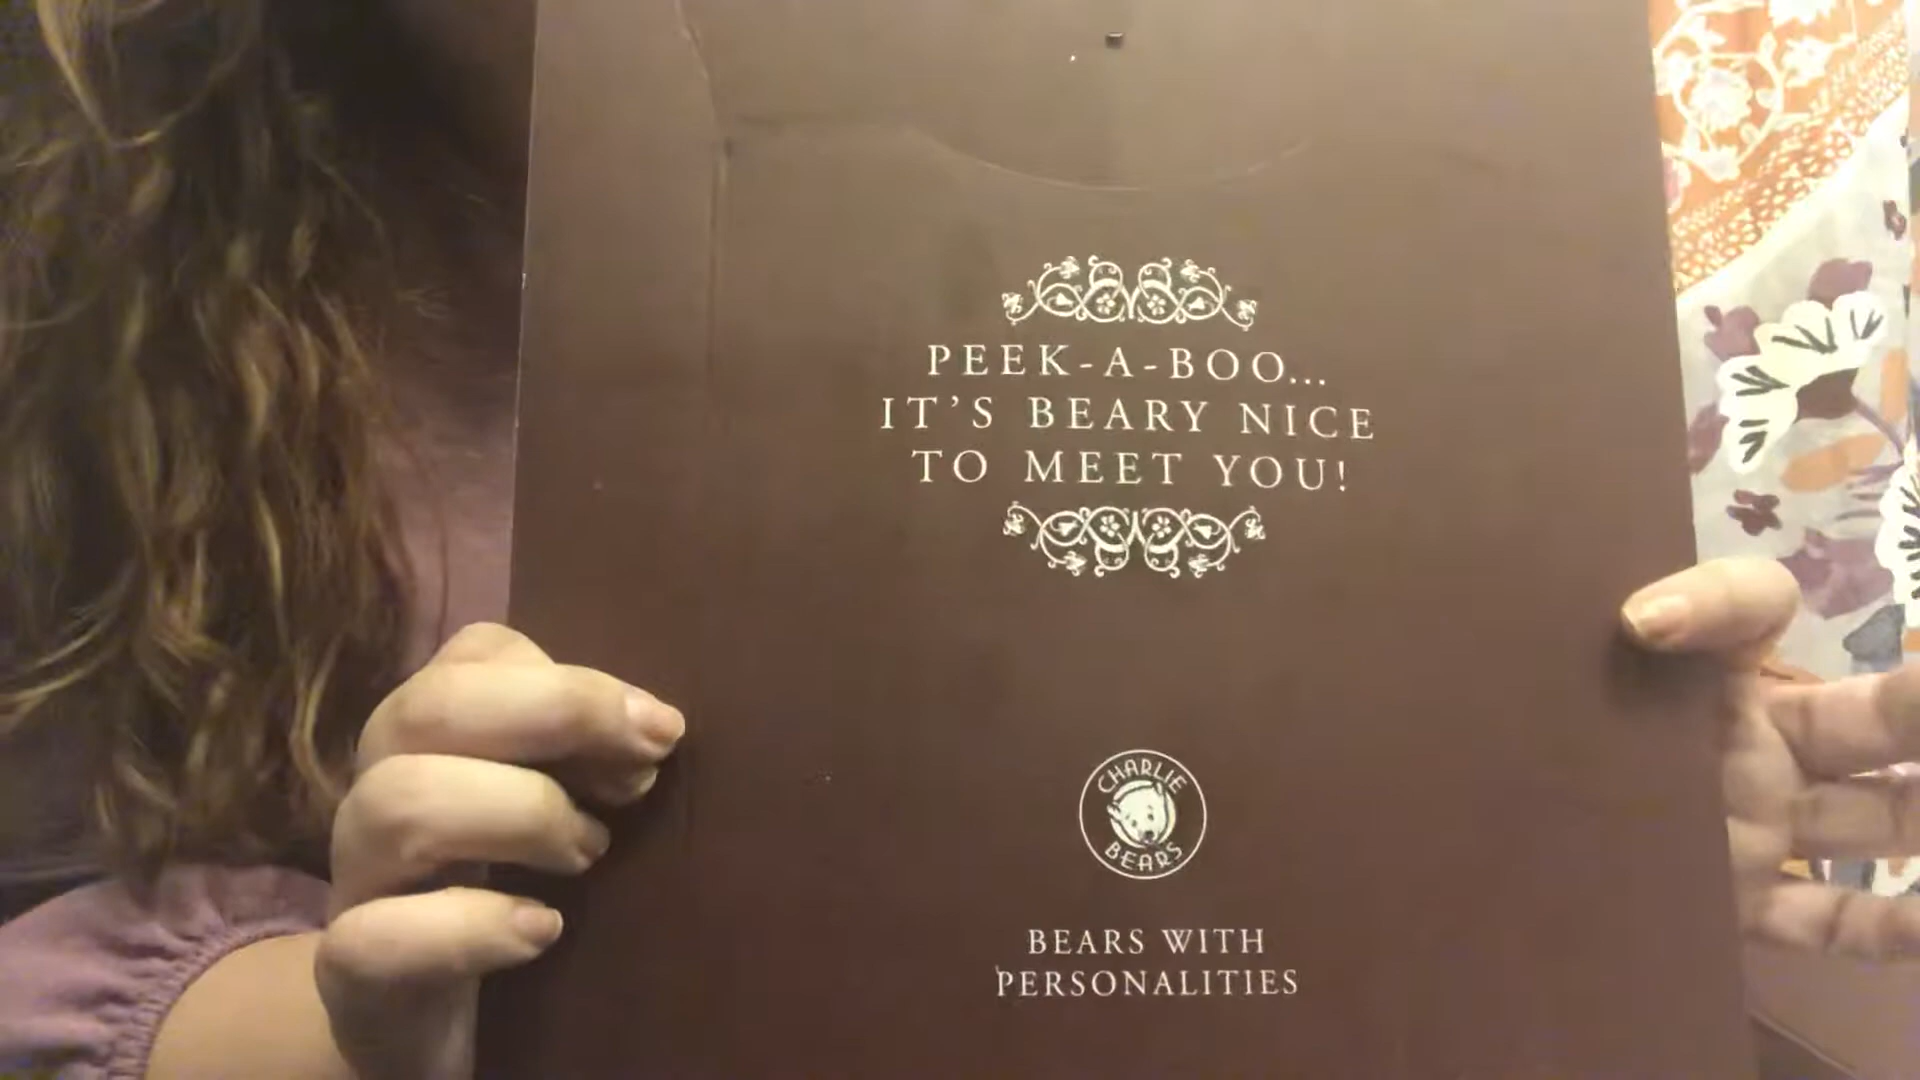 PEEK-A-BOO...
IT'S BEARY NICE
TO MEET YOU!
CHARLIE
BEARS
BEARS WITH
PERSONALITIES